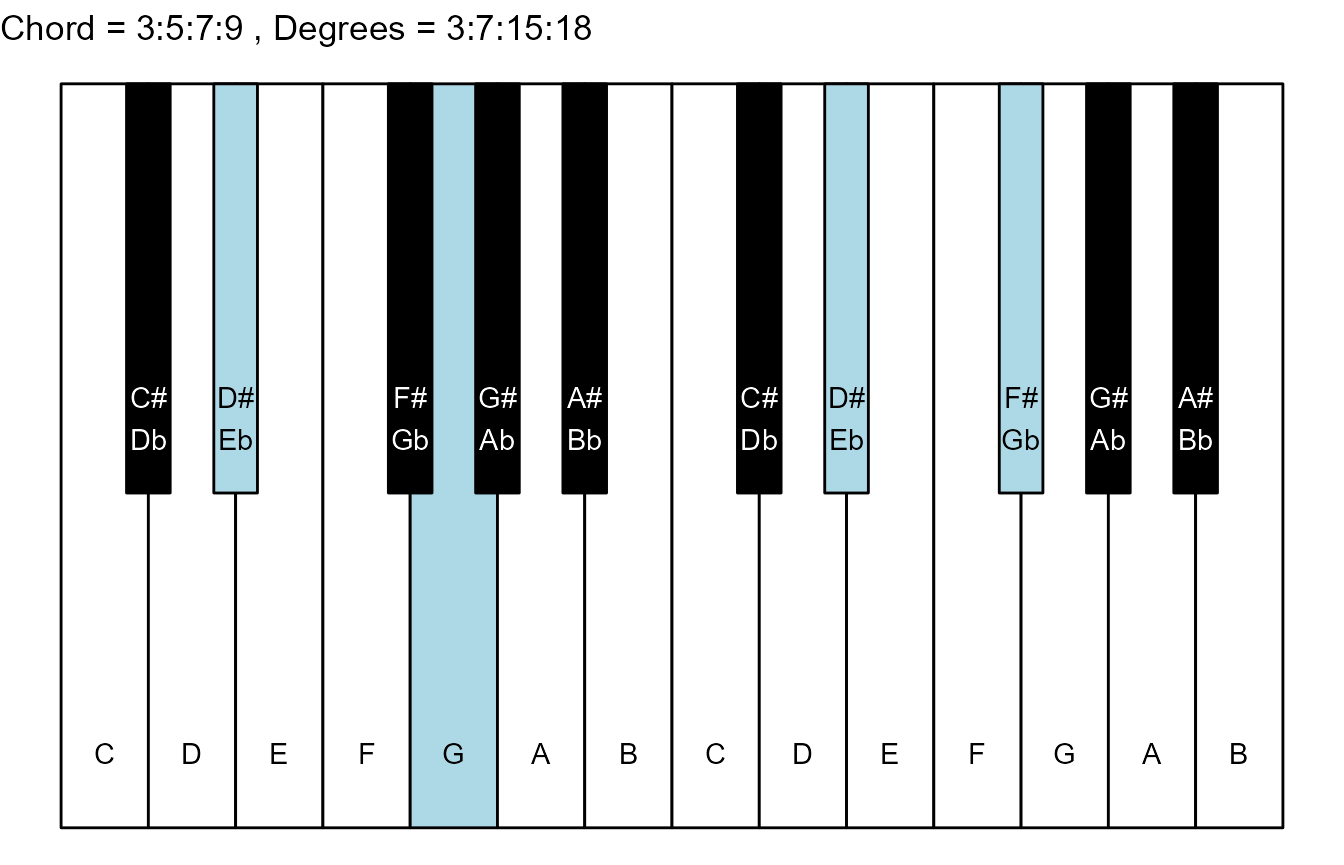 Chord = 3:5:7:9 , Degrees = 3:7:15:18
C# D# F# G# A# C# D# F# G# A#
Db Eb Gb Ab Bb Db Eb Gb Ab Bb
C D E F G A B C D E F G A B